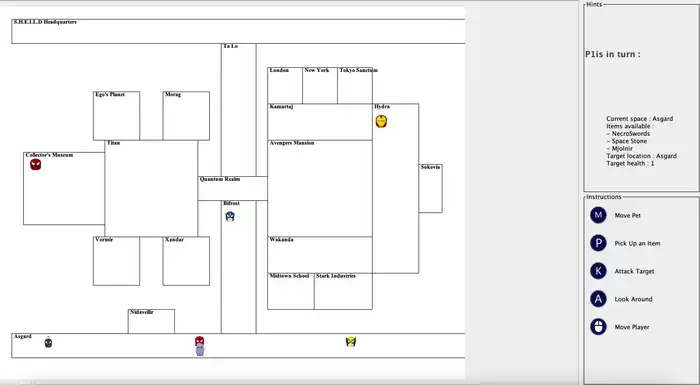 S.H.E.I.L.D Headquarters
Ta Lo
London
New York
Tokyo Sanctum
Ego's Planet
Morag
Kamartaj
Hydra
Titan
Avengers Mansion
Collector's Museum
Sokovia
Quantum Realm
Bifrost
Vormir
Xandar
Wakanda
Midtown School
Stark Industries
Nidavellir
Asgard
Hints
P1is in turn :
Current space : Asgard
Items available :
- NecroSwords
- Space Stone
- Mjolnir
Target location : Asgard
Target health : 1
Instructions
M
Move Pet
P
Pick Up an Item
K
Attack Target
A
Look Around
Move Player